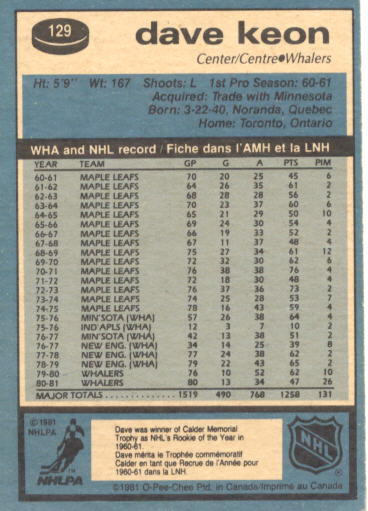 129
dave keon
Center/Centre•Whalers
Ht: 5'9" Wt: 167 Shoots: L 1st Pro Season: 60-61
Acquired: Trade with Minnesota
Born: 3-22-40, Noranda, Quebec
Home: Toronto, Ontario
WHA and NHL record / Fiche dans l'AMH et la LNH
YEAR TEAM GP G A PTS PIM
60-61 MAPLE LEAFS 70 20 25 45 6
61-62 MAPLE LEAFS 64 26 35 61 2
62-63 MAPLE LEAFS 68 28 28 56 2
63-64 MAPLE LEAFS 70 23 37 60 6
64-65 MAPLE LEAFS 65 21 29 50 10
65-66 MAPLE LEAFS 69 24 30 54 4
66-67 MAPLE LEAFS 66 19 33 52 2
67-68 MAPLE LEAFS 67 11 37 48 4
68-69 MAPLE LEAFS 75 27 34 61 12
69-70 MAPLE LEAFS 72 32 30 62 6
70-71 MAPLE LEAFS 76 38 38 76 4
71-72 MAPLE LEAFS 72 18 30 48 4
72-73 MAPLE LEAFS 76 37 36 73 2
73-74 MAPLE LEAFS 74 25 28 53 7
74-75 MAPLE LEAFS 78 16 43 59 4
75-76 MIN'SOTA (WHA) 57 26 38 64 4
75-76 IND'APLS (WHA) 12 3 7 10 2
76-77 MIN'SOTA (WHA) 42 13 38 51 2
76-77 NEW ENG. (WHA) 34 14 25 39 8
77-78 NEW ENG. (WHA) 77 24 38 62 2
78-79 NEW ENG. (WHA) 79 22 43 65 2
79-80 WHALERS 76 10 52 62 10
80-81 WHALERS 80 13 34 47 26
MAJOR TOTALS .............. 1519 490 768 1258 131
©1981
NHLPA
NHLPA
Dave was winner of Calder Memorial
Trophy as NHL's Rookie of the Year in
1960-61.
Dave mérita le Trophée commémoratif
Calder en tant que Recrue de l'Année pour
1960-61 dans la LNH.
NHL
©1981 O-Pee-Chee Ptd. in Canada/Imprimé au Canada